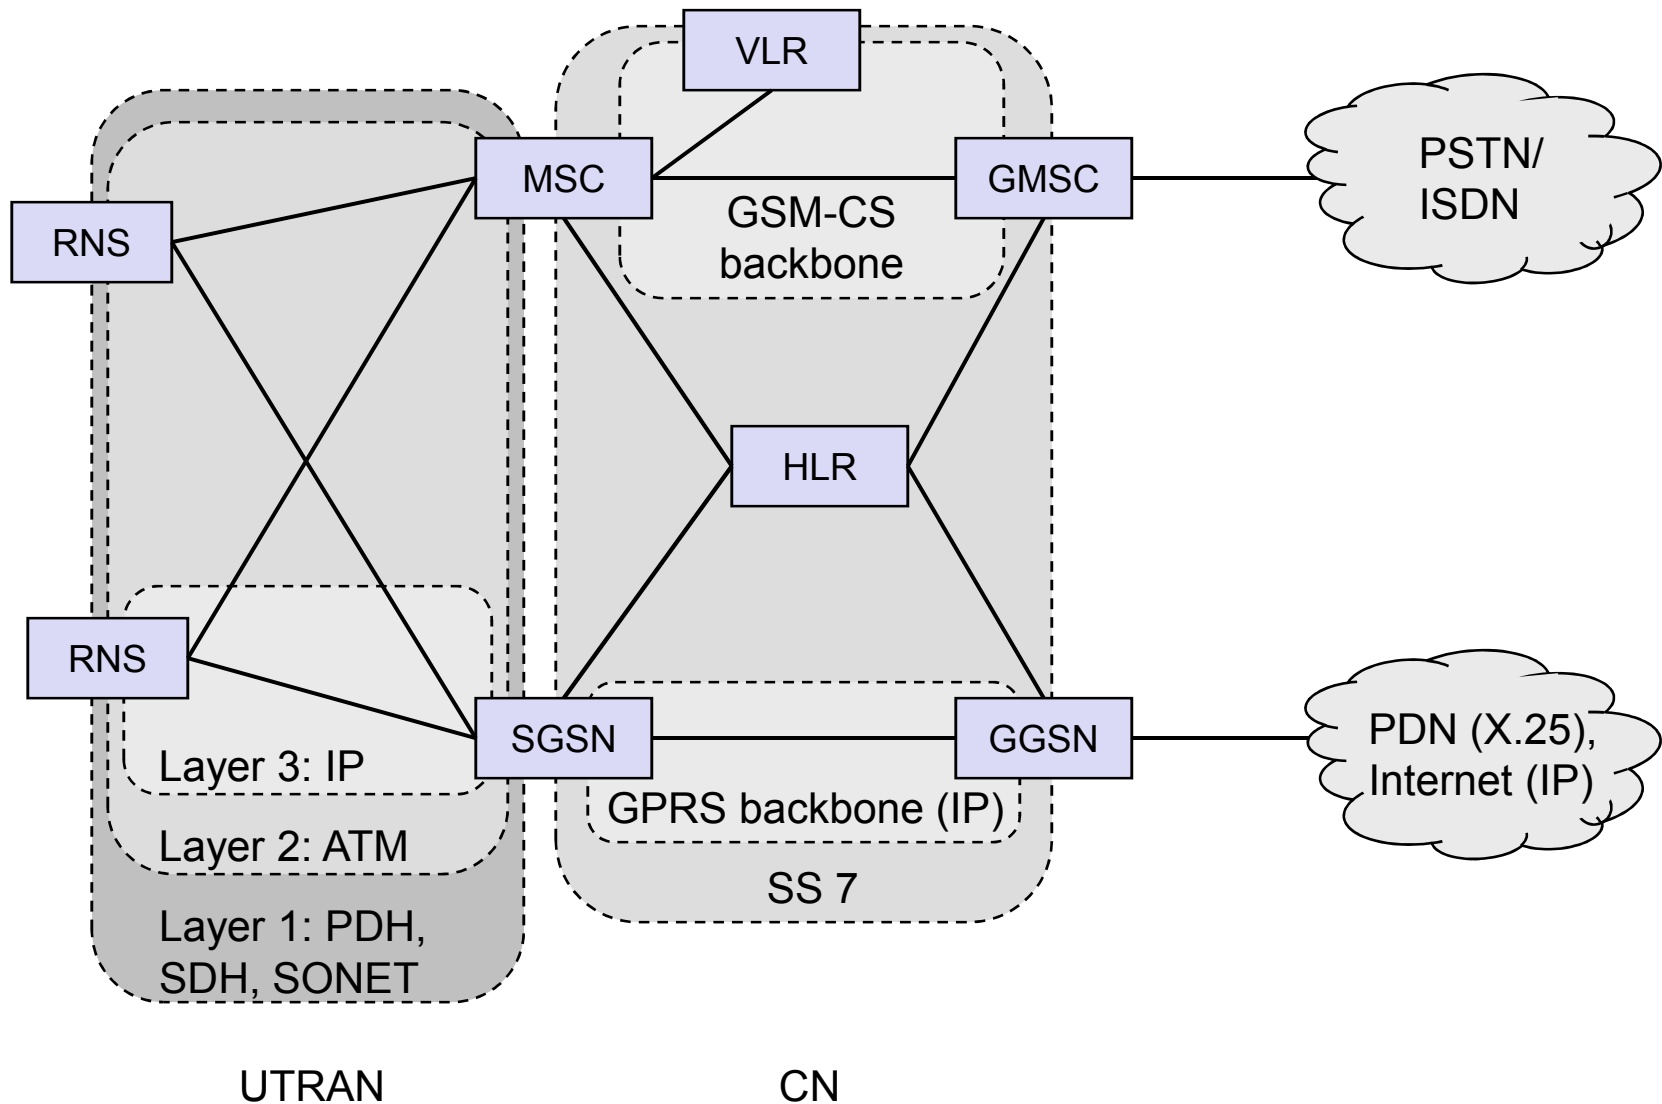 VLR
MSC
GMSC
PSTN/
ISDN
RNS
GSM-CS
backbone
HLR
RNS
SGSN
GGSN
PDN (X.25),
Internet (IP)
Layer 3: IP
GPRS backbone (IP)
Layer 2: ATM
SS 7
Layer 1: PDH,
SDH, SONET
UTRAN
CN